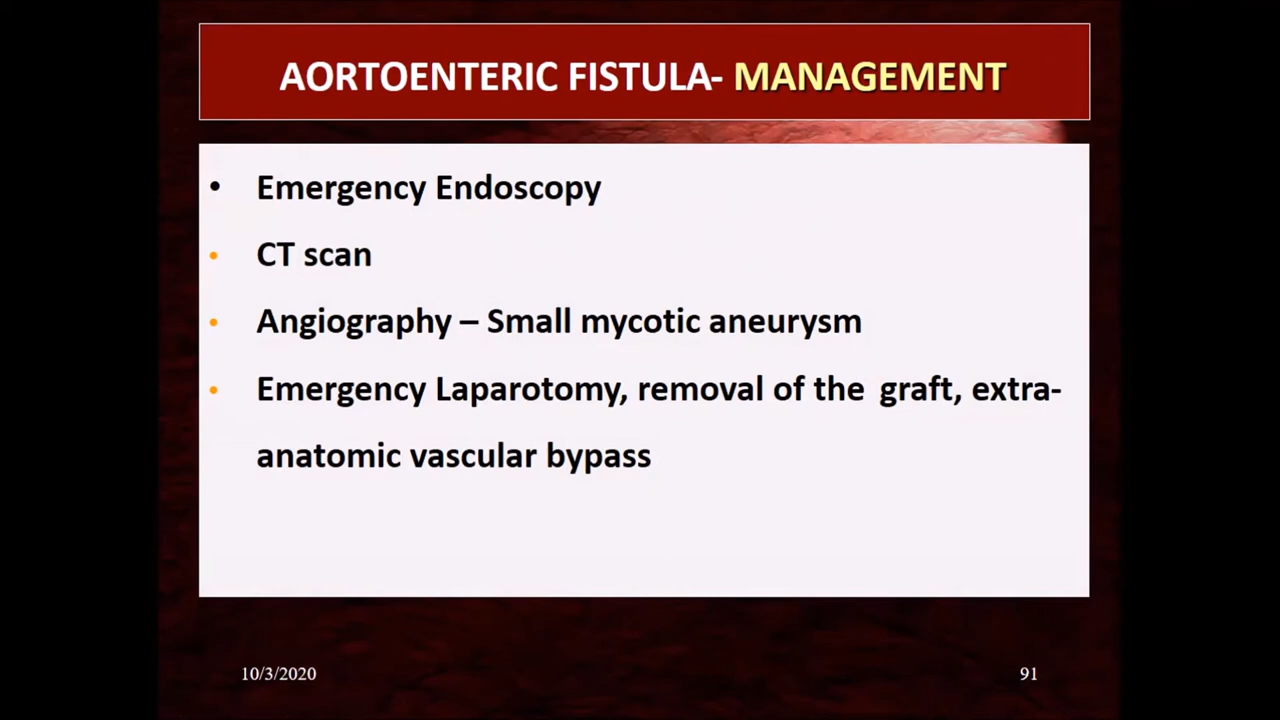 AORTOENTERIC FISTULA- MANAGEMENT
• Emergency Endoscopy
• CT scan
• Angiography – Small mycotic aneurysm
• Emergency Laparotomy, removal of the graft, extra-
anatomic vascular bypass
10/3/2020
91